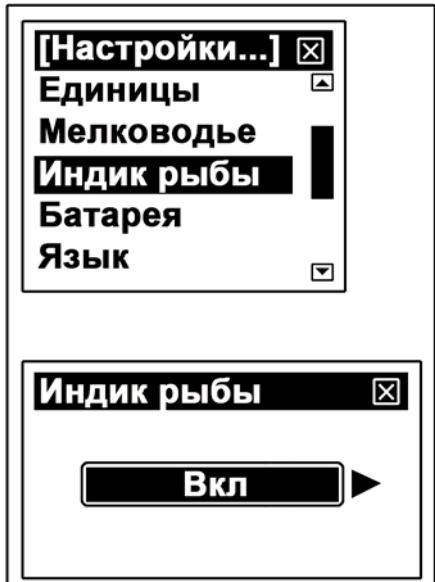 [Настройки...]
Единицы
Мелководье
Индик рыбы
Батарея
Язык
Индик рыбы
Вкл